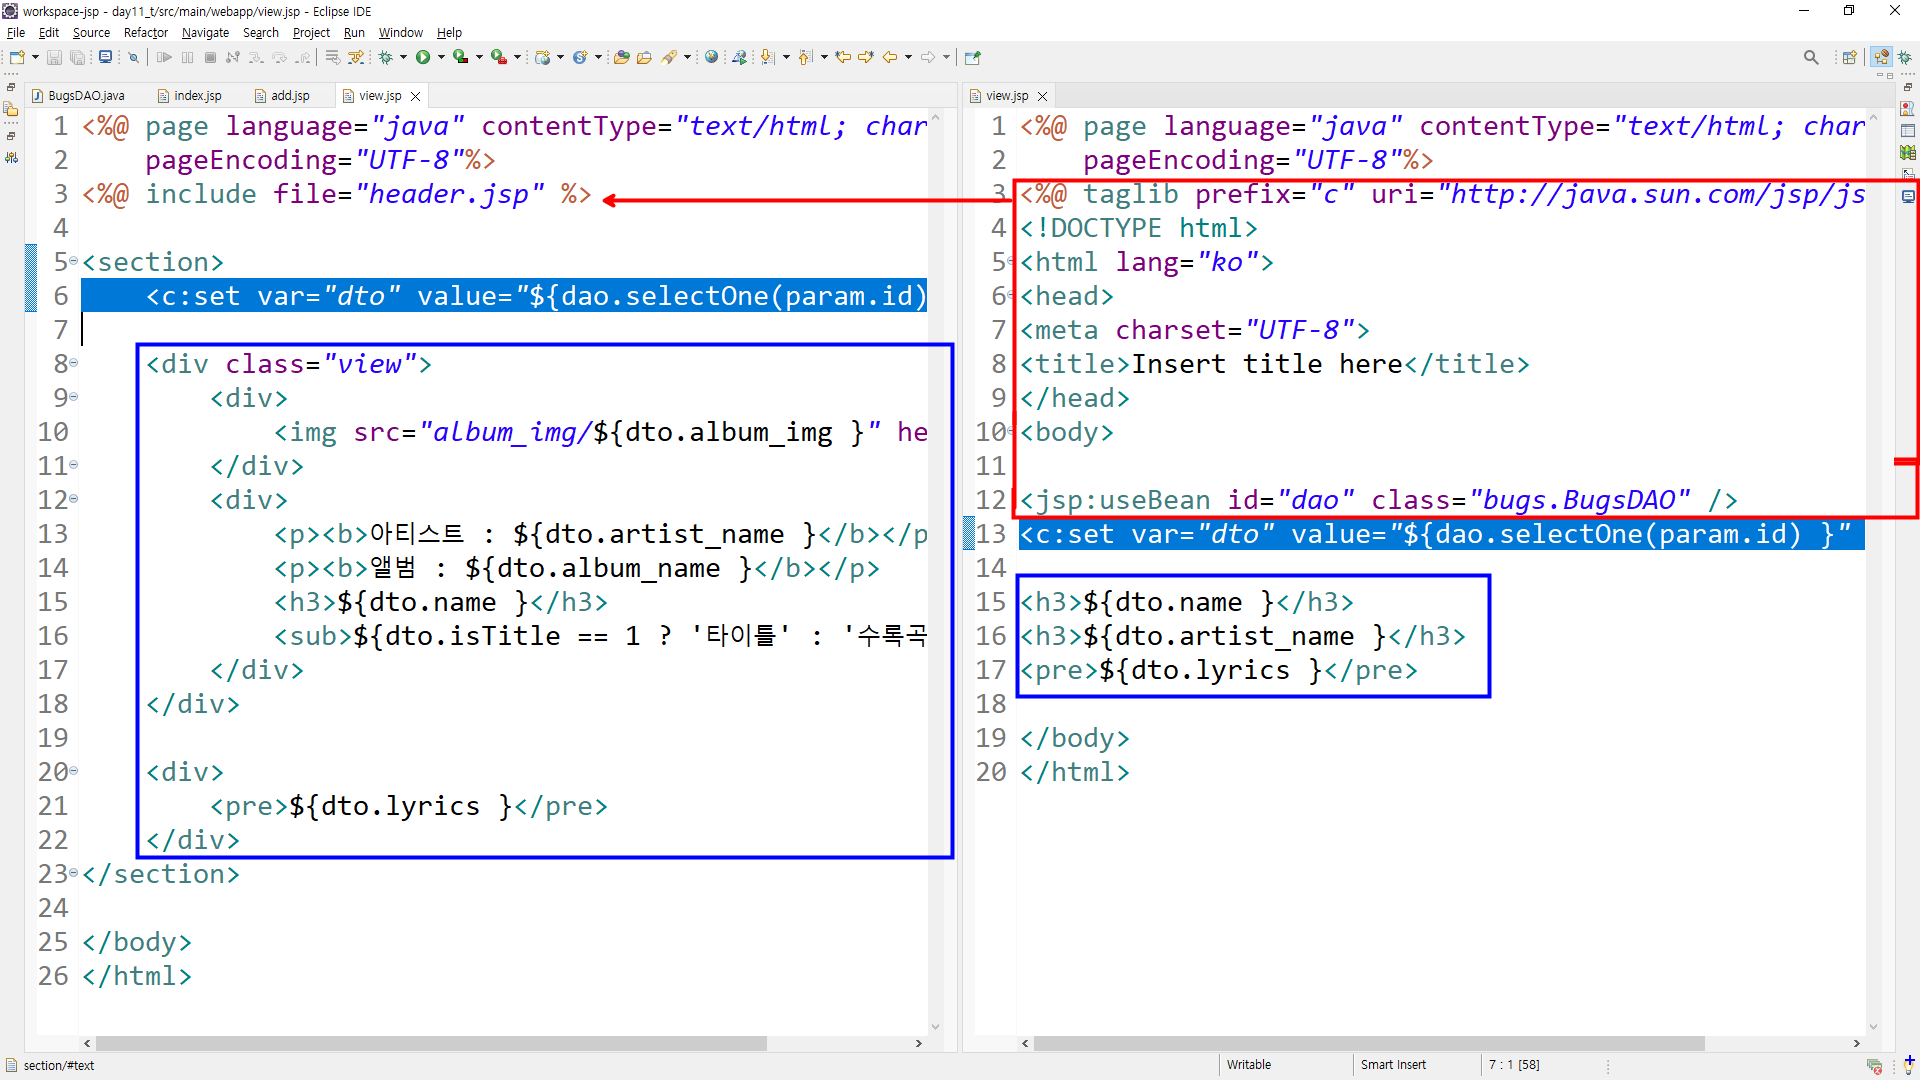 workspace-jsp - day11_t/src/main/webapp/view.jsp - Eclipse IDE
File Edit Source Refactor Navigate Search Project Run Window Help
BugsDAO.java index.jsp add.jsp view.jsp
1 <%@ page language="java" contentType="text/html; char
2 pageEncoding="UTF-8"%>
3 <%@ include file="header.jsp" %>
4
5 <section>
6 <c:set var="dto" value="${dao.selectOne(param.id)
7
8 <div class="view">
9 <div>
10 <img src="album_img/${dto.album_img }" he
11 </div>
12 <div>
13 <p><b>아티스트 : ${dto.artist_name }</b></p
14 <p><b>앨범 : ${dto.album_name }</b></p>
15 <h3>${dto.name }</h3>
16 <sub>${dto.isTitle == 1 ? '타이틀' : '수록곡
17 </div>
18 </div>
19
20 <div>
21 <pre>${dto.lyrics }</pre>
22 </div>
23 </section>
24
25 </body>
26 </html>
view.jsp
1 <%@ page language="java" contentType="text/html; char
2 pageEncoding="UTF-8"%>
3 <%@ taglib prefix="c" uri="http://java.sun.com/jsp/js
4 <!DOCTYPE html>
5 <html lang="ko">
6 <head>
7 <meta charset="UTF-8">
8 <title>Insert title here</title>
9 </head>
10 <body>
11
12 <jsp:useBean id="dao" class="bugs.BugsDAO" />
13 <c:set var="dto" value="${dao.selectOne(param.id) }"
14
15 <h3>${dto.name }</h3>
16 <h3>${dto.artist_name }</h3>
17 <pre>${dto.lyrics }</pre>
18
19 </body>
20 </html>
section/#text
Writable
Smart Insert
7 : 1 [58]